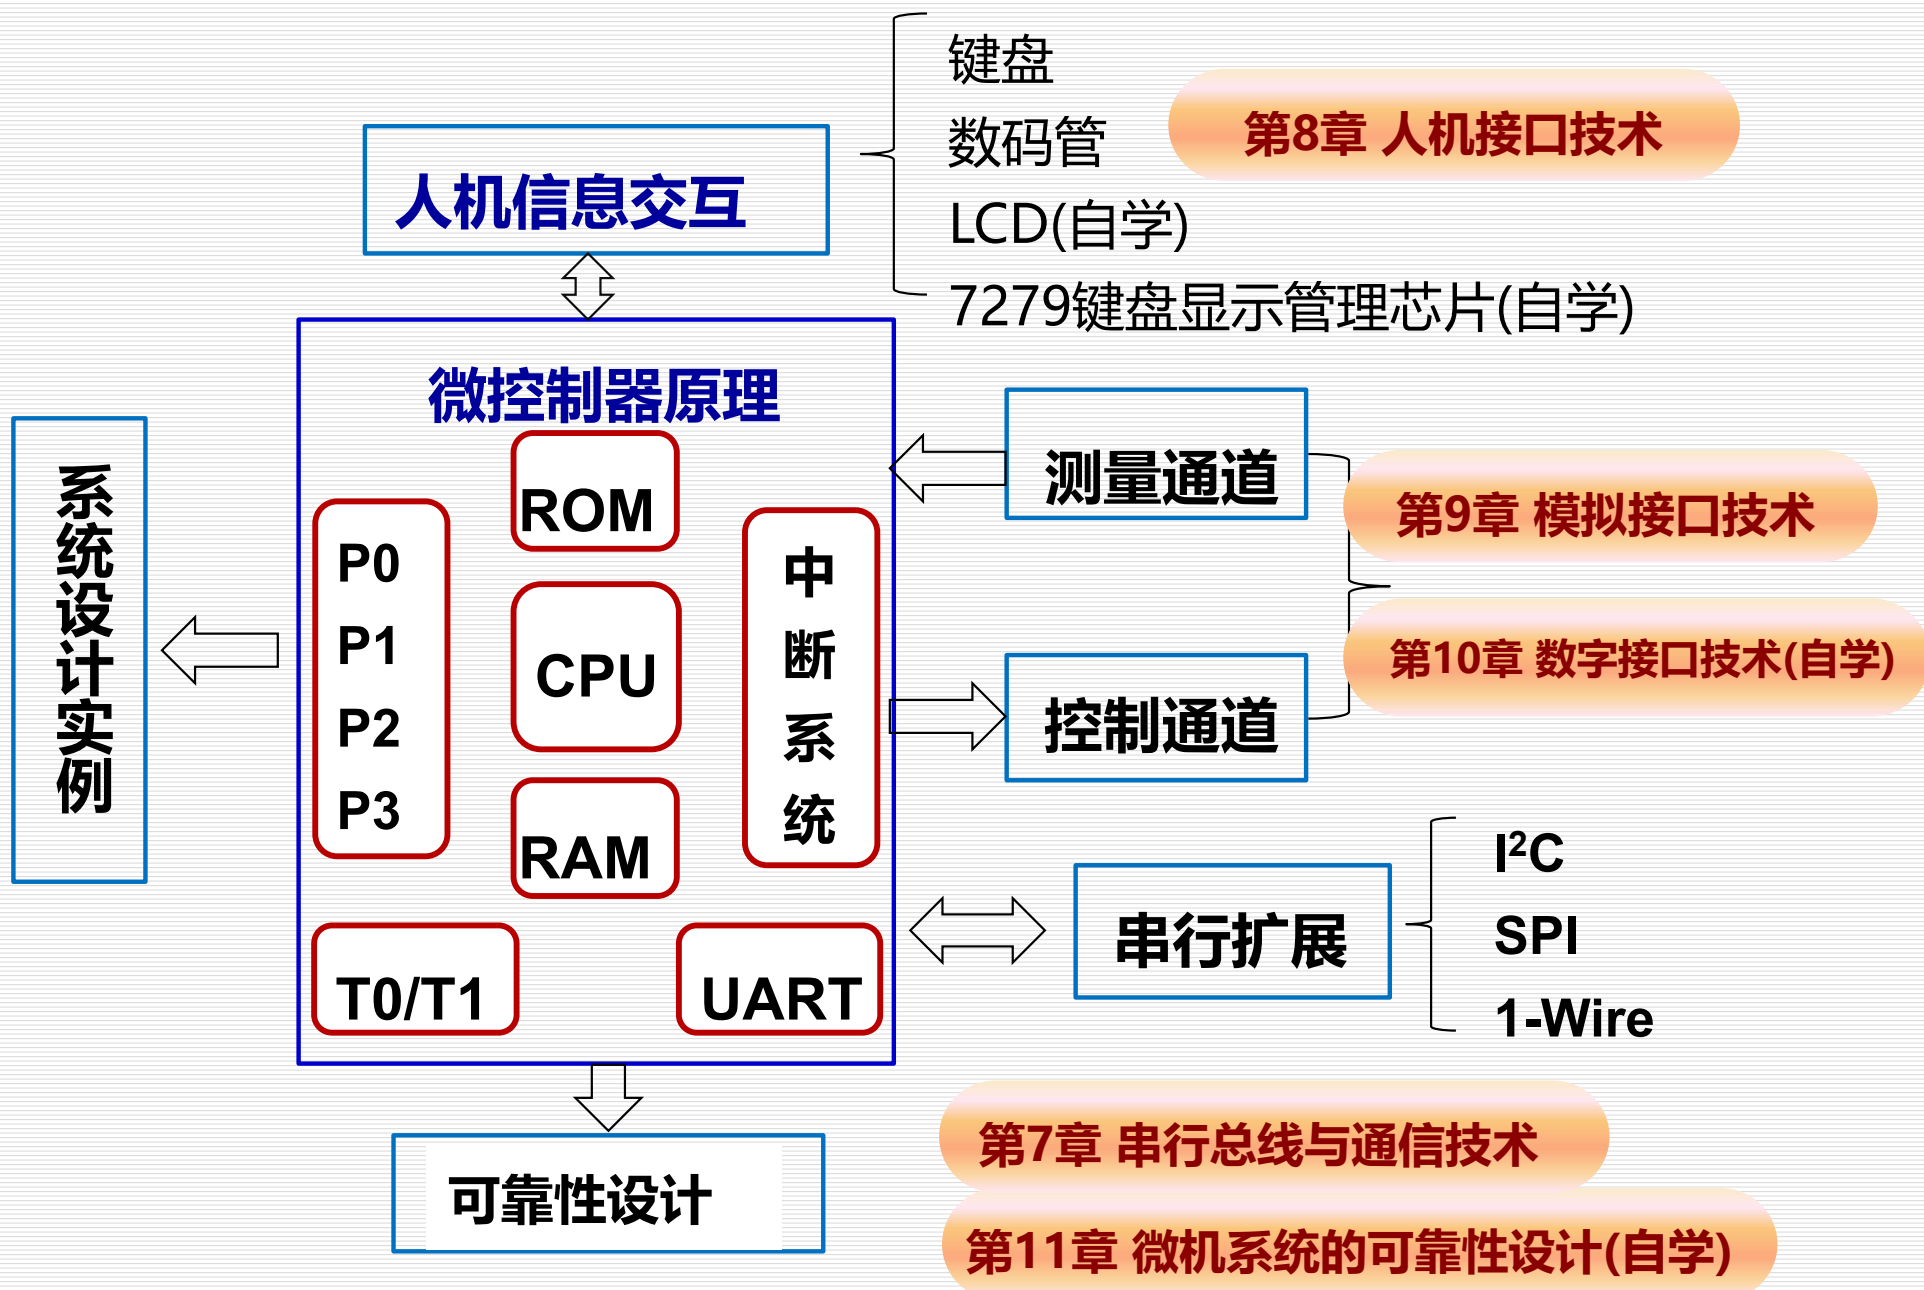 键盘
数码管
LCD(自学)
7279键盘显示管理芯片(自学)
第8章 人机接口技术
人机信息交互
微控制器原理
ROM
P0
P1
P2
P3
CPU
RAM
中
断
系
统
T0/T1
UART
系统设计实例
测量通道
第9章 模拟接口技术
第10章 数字接口技术(自学)
控制通道
串行扩展
I²C
SPI
1-Wire
第7章 串行总线与通信技术
可靠性设计
第11章 微机系统的可靠性设计(自学)